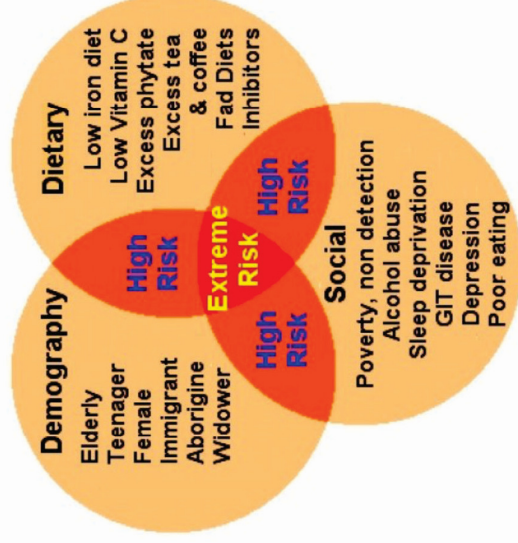 Demography
Elderly
Teenager
Female
Immigrant
Aborigine
Widower
Dietary
Low iron diet
Low Vitamin C
Excess phytate
Excess tea
& coffee
Fad Diets
Inhibitors
High
Risk
Extreme
Risk
High
Risk
High
Risk
Social
Poverty, non detection
Alcohol abuse
Sleep deprivation
GIT disease
Depression
Poor eating